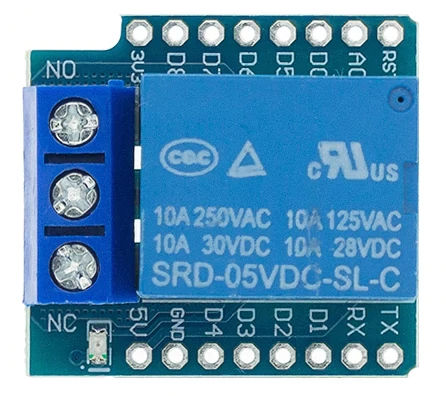 NO
3V3 D8 D7 D6 D5 D0 A0 RST
CQC
c RU US
10A 250VAC 10A 125VAC
10A 30VDC 10A 28VDC
SRD-05VDC-SL-C
NC
5V GND D4 D3 D2 D1 RX TX